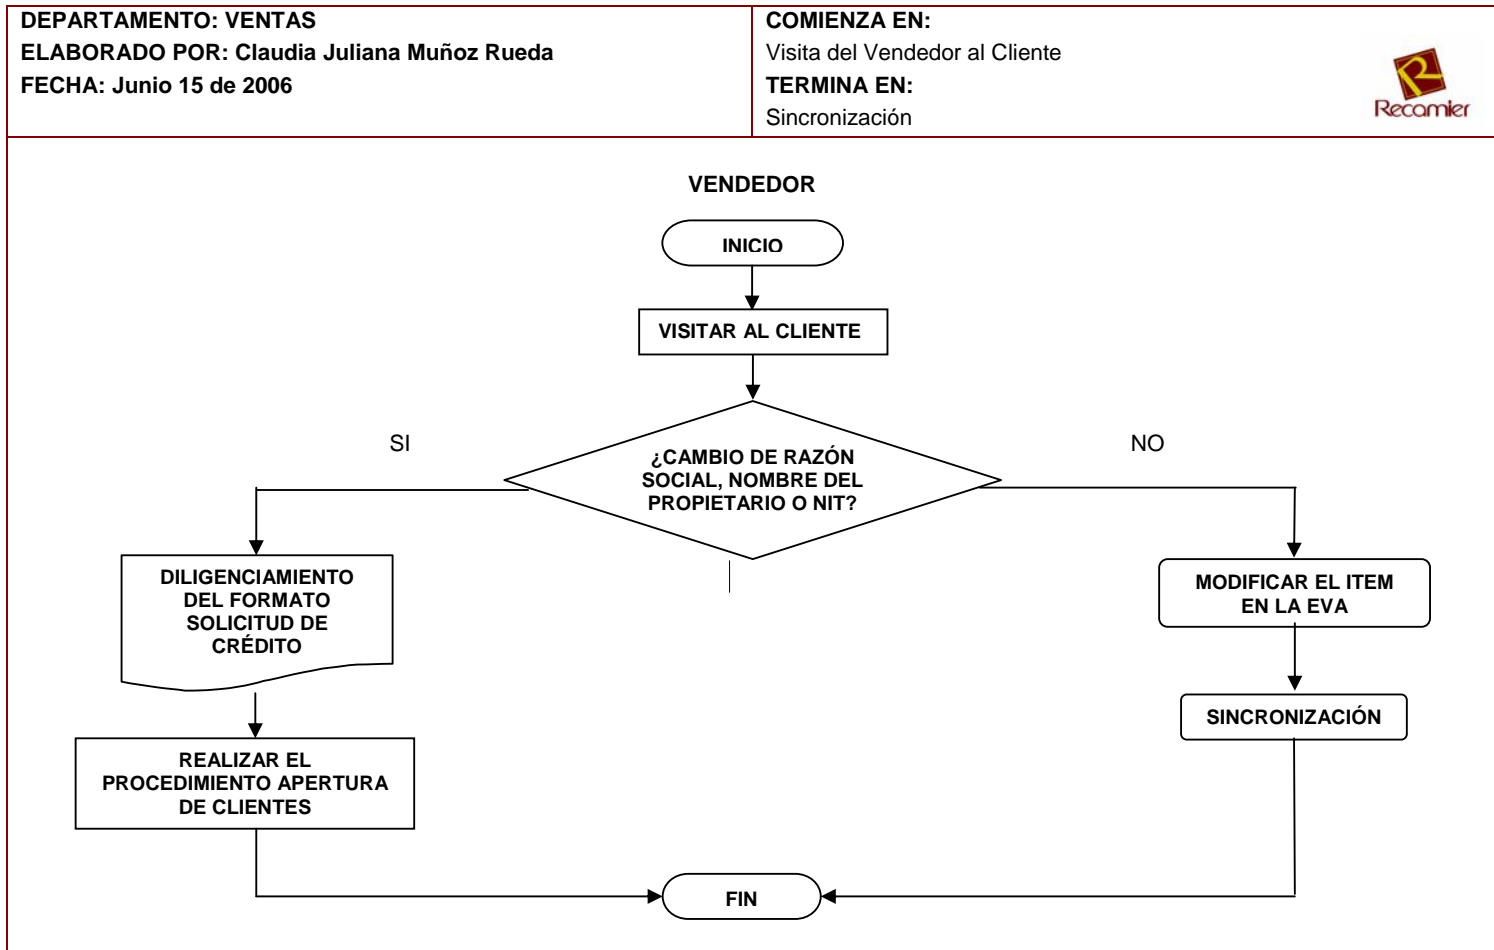 DEPARTAMENTO: VENTAS
ELABORADO POR: Claudia Juliana Muñoz Rueda
FECHA: Junio 15 de 2006
COMIENZA EN:
Visita del Vendedor al Cliente
TERMINA EN:
Sincronización
R
Recamier
VENDEDOR
INICIO
VISITAR AL CLIENTE
¿CAMBIO DE RAZÓN
SOCIAL, NOMBRE DEL
PROPIETARIO O NIT?
SI
NO
DILIGENCIAMIENTO
DEL FORMATO
SOLICITUD DE
CRÉDITO
REALIZAR EL
PROCEDIMIENTO APERTURA
DE CLIENTES
MODIFICAR EL ITEM
EN LA EVA
SINCRONIZACIÓN
FIN